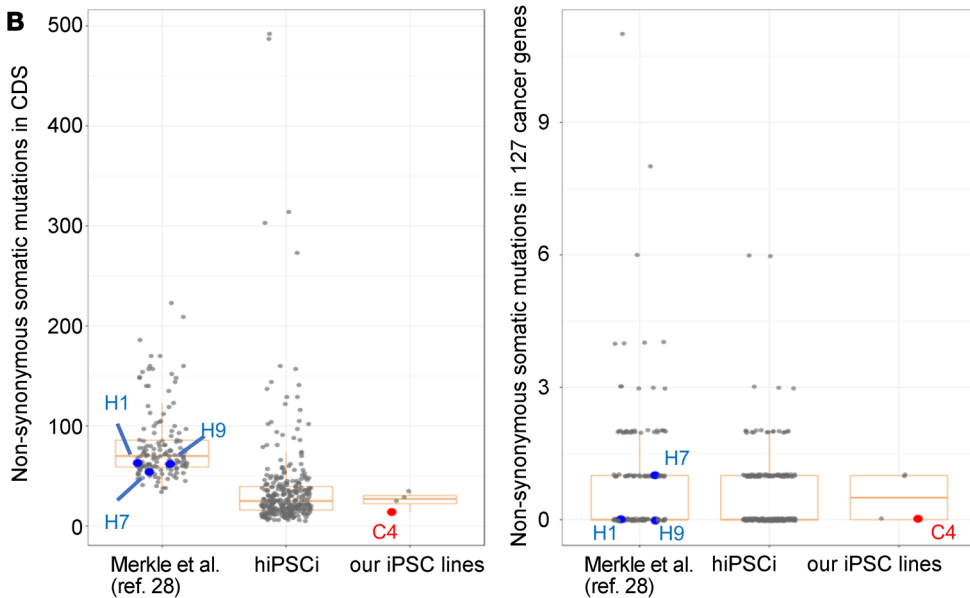 B
Non-synonymous somatic mutations in CDS
500
400
300
200
100
0
H1
H9
H7
C4
Merkle et al.
(ref. 28)
hiPSCi
our iPSC lines
Non-synonymous somatic mutations in 127 cancer genes
9
6
3
0
H7
H1
H9
C4
Merkle et al.
(ref. 28)
hiPSCi
our iPSC lines